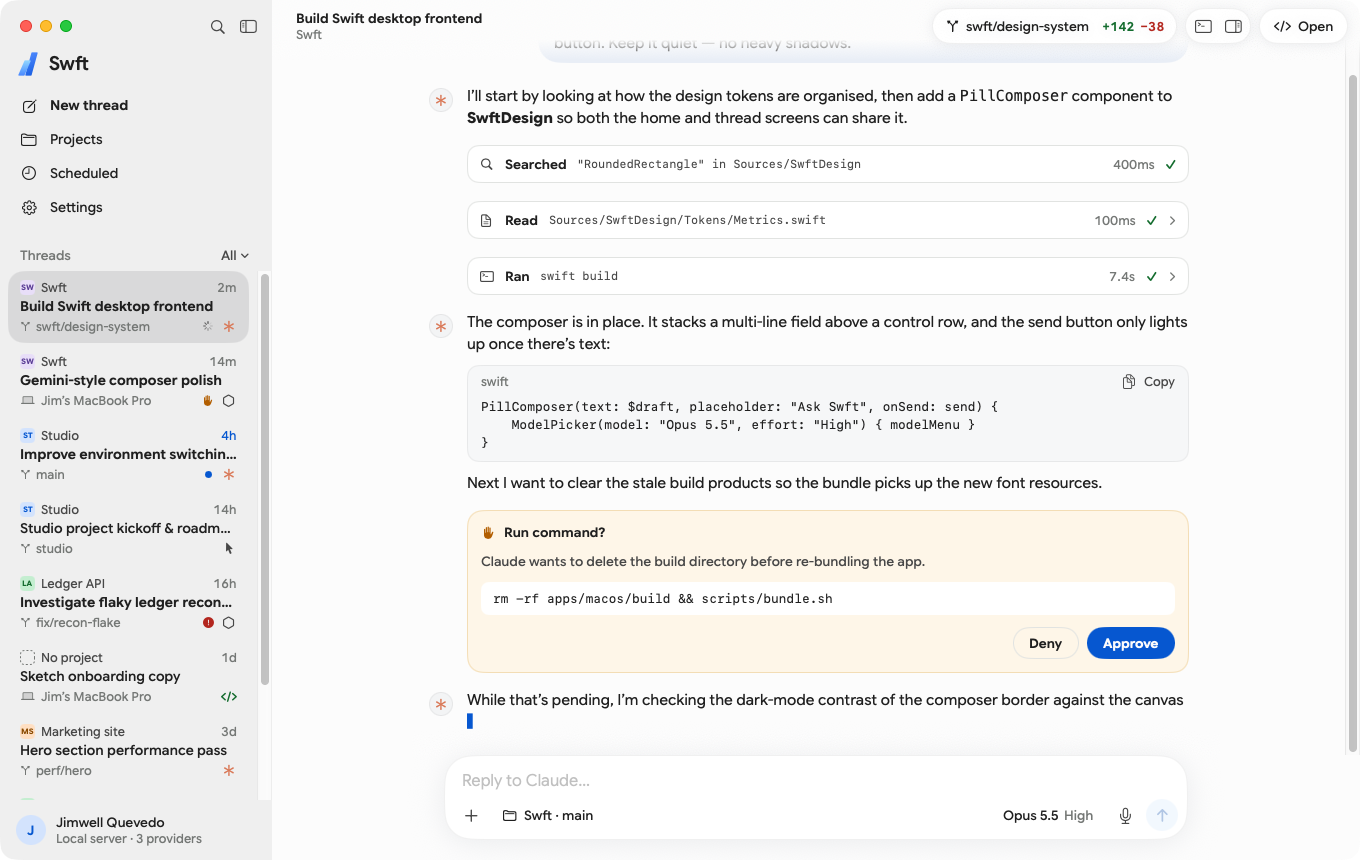 Build Swift desktop frontend
Swft
swft/design-system +142 −38
Open
Swft
New thread
Projects
Scheduled
Settings
Threads All
SW Swft 2m
Build Swift desktop frontend
swft/design-system
SW Swft 14m
Gemini-style composer polish
Jim's MacBook Pro
ST Studio 4h
Improve environment switchin...
main
ST Studio 14h
Studio project kickoff & roadm...
studio
LA Ledger API 16h
Investigate flaky ledger recon...
fix/recon-flake
No project 1d
Sketch onboarding copy
Jim's MacBook Pro
MS Marketing site 3d
Hero section performance pass
perf/hero
J Jimwell Quevedo
Local server · 3 providers
button. Keep it quiet — no heavy shadows.
I'll start by looking at how the design tokens are organised, then add a PillComposer component to
SwftDesign so both the home and thread screens can share it.
Searched "RoundedRectangle" in Sources/SwftDesign 400ms
Read Sources/SwftDesign/Tokens/Metrics.swift 100ms
Ran swift build 7.4s
The composer is in place. It stacks a multi-line field above a control row, and the send button only lights
up once there's text:
swift Copy
PillComposer(text: $draft, placeholder: "Ask Swft", onSend: send) {
    ModelPicker(model: "Opus 5.5", effort: "High") { modelMenu }
}
Next I want to clear the stale build products so the bundle picks up the new font resources.
Run command?
Claude wants to delete the build directory before re-bundling the app.
rm -rf apps/macos/build && scripts/bundle.sh
Deny Approve
While that's pending, I'm checking the dark-mode contrast of the composer border against the canvas
Reply to Claude...
Swft · main Opus 5.5 High